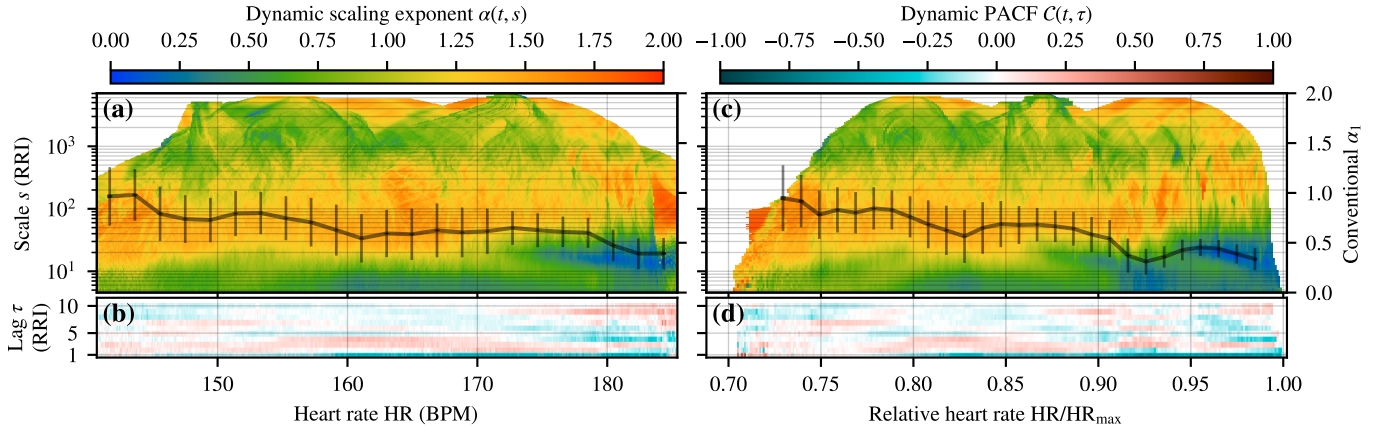 Dynamic scaling exponent α(t, s)
Dynamic PACF C(t, τ)
0.00 0.25 0.50 0.75 1.00 1.25 1.50 1.75 2.00
−1.00 −0.75 −0.50 −0.25 0.00 0.25 0.50 0.75 1.00
(a)
(c)
Scale s (RRI)
10³
10²
10¹
2.0
1.5
1.0
0.5
0.0
Conventional α₁
(b)
(d)
Lag τ
(RRI)
10
5
1
150 160 170 180
0.70 0.75 0.80 0.85 0.90 0.95 1.00
Heart rate HR (BPM)
Relative heart rate HR/HRmax